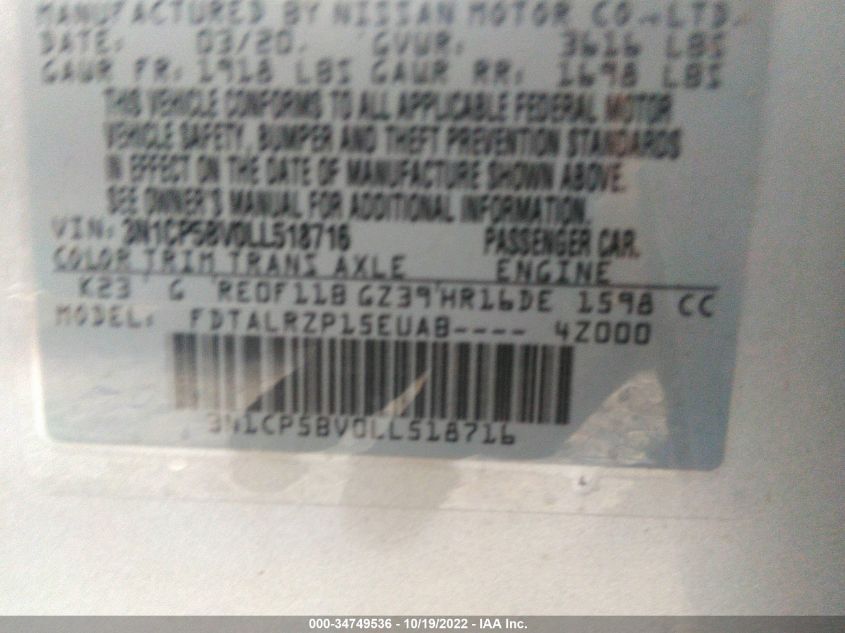 MANUFACTURED BY NISSAN MOTOR CO.,LTD.
DATE: 03/20. GVWR: 3616 LBS
GAWR FR: 1918 LBS GAWR RR: 1698 LBS
THIS VEHICLE CONFORMS TO ALL APPLICABLE FEDERAL MOTOR
VEHICLE SAFETY, BUMPER AND THEFT PREVENTION STANDARDS
IN EFFECT ON THE DATE OF MANUFACTURE SHOWN ABOVE.
SEE OWNER'S MANUAL FOR ADDITIONAL INFORMATION.
VIN: 3N1CP5BV0LL518716 PASSENGER CAR.
COLOR TRIM TRANS AXLE ENGINE
K23 G RE0F11B GZ39 HR16DE 1598 CC
MODEL: FDTALRZP15EUAB---- 4Z000
3N1CP5BV0LL518716
000-34749536 - 10/19/2022 - IAA Inc.